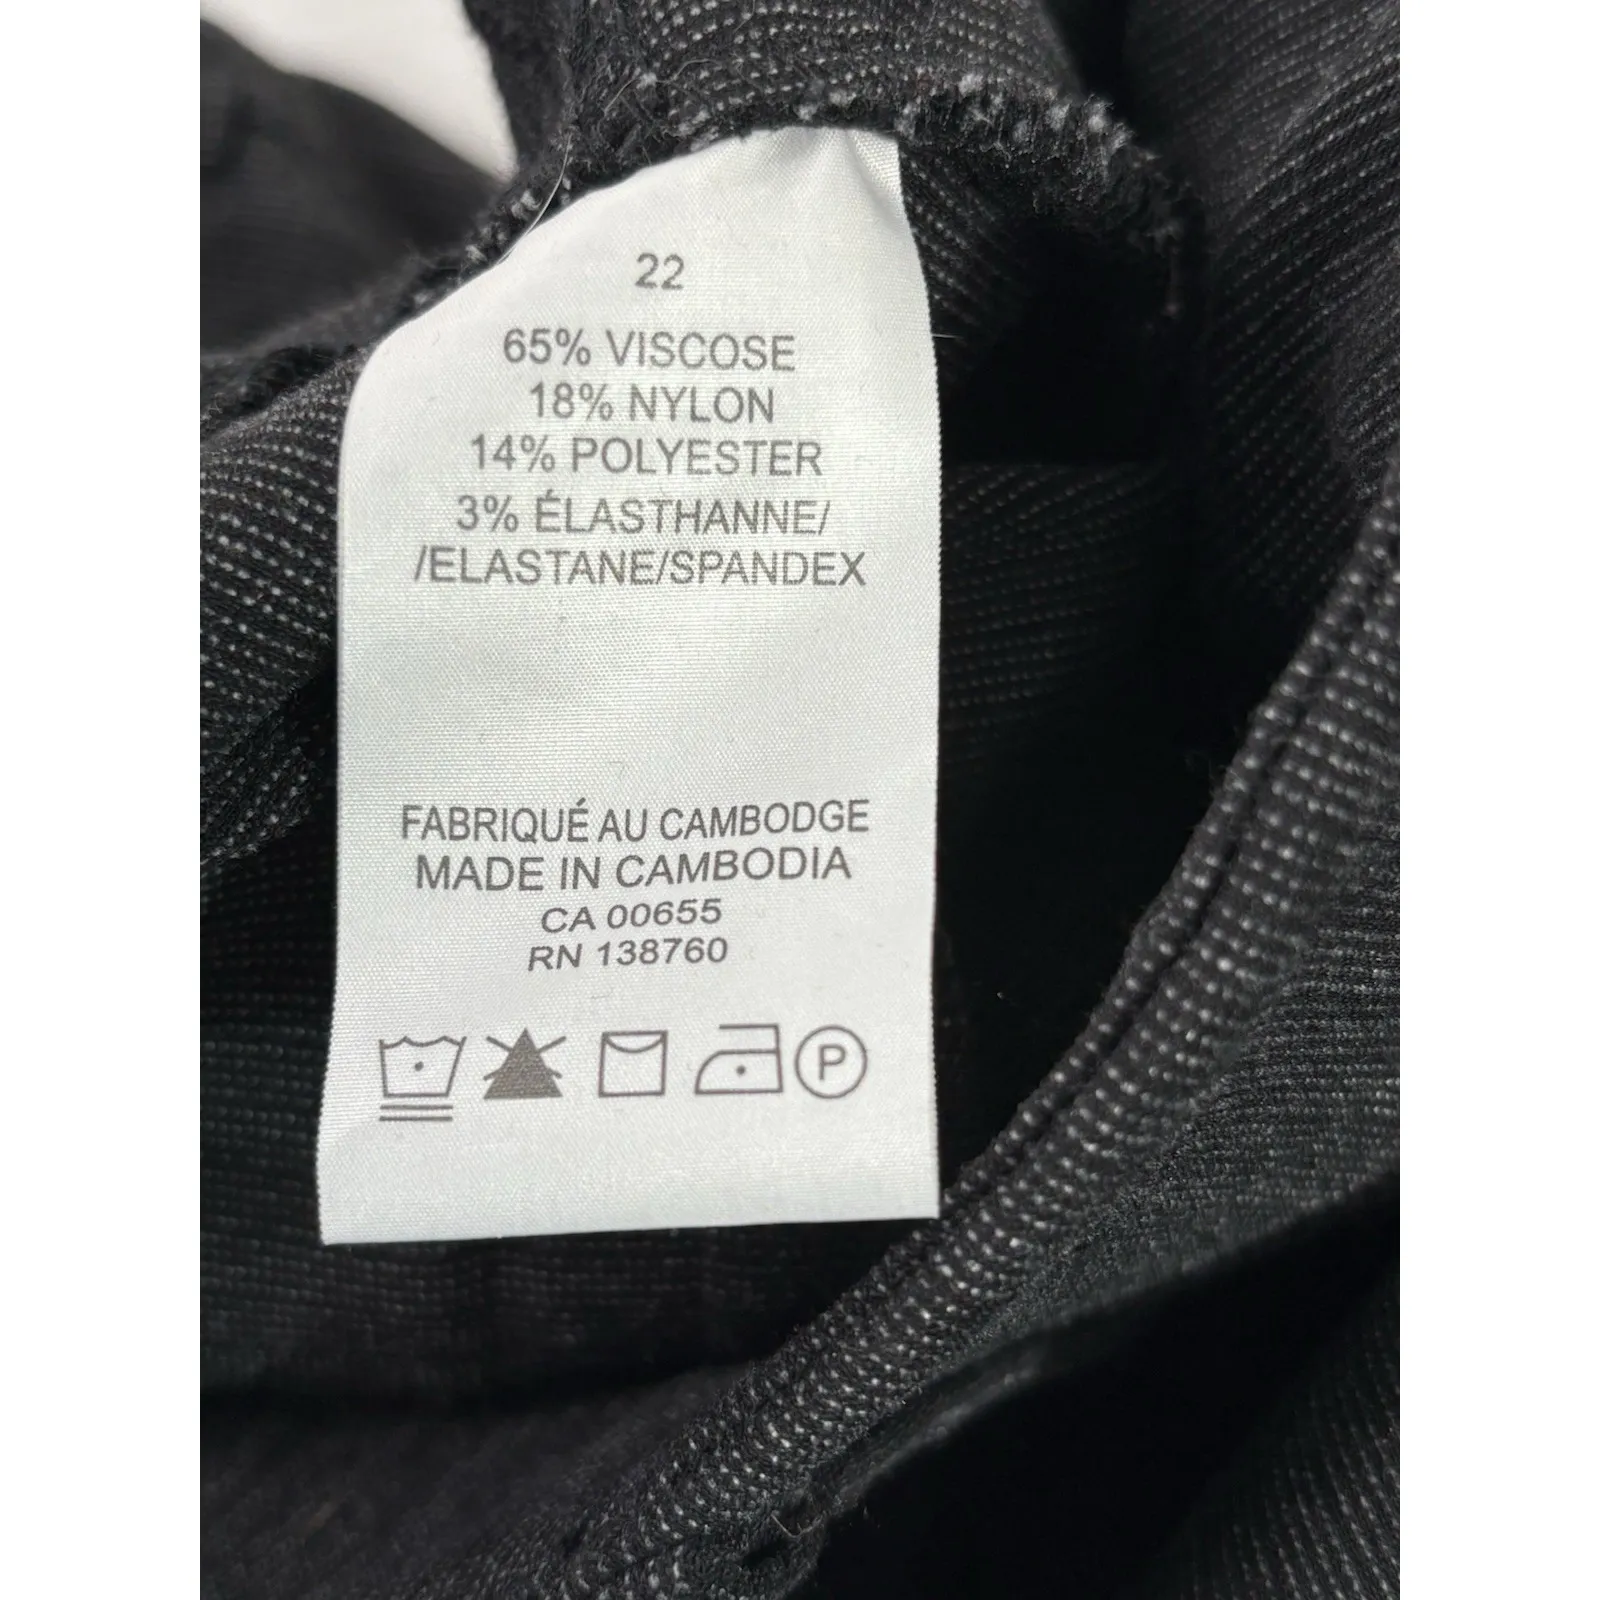 22
65% VISCOSE
18% NYLON
14% POLYESTER
3% ÉLASTHANNE/
/ELASTANE/SPANDEX
FABRIQUÉ AU CAMBODGE
MADE IN CAMBODIA
CA 00655
RN 138760
P